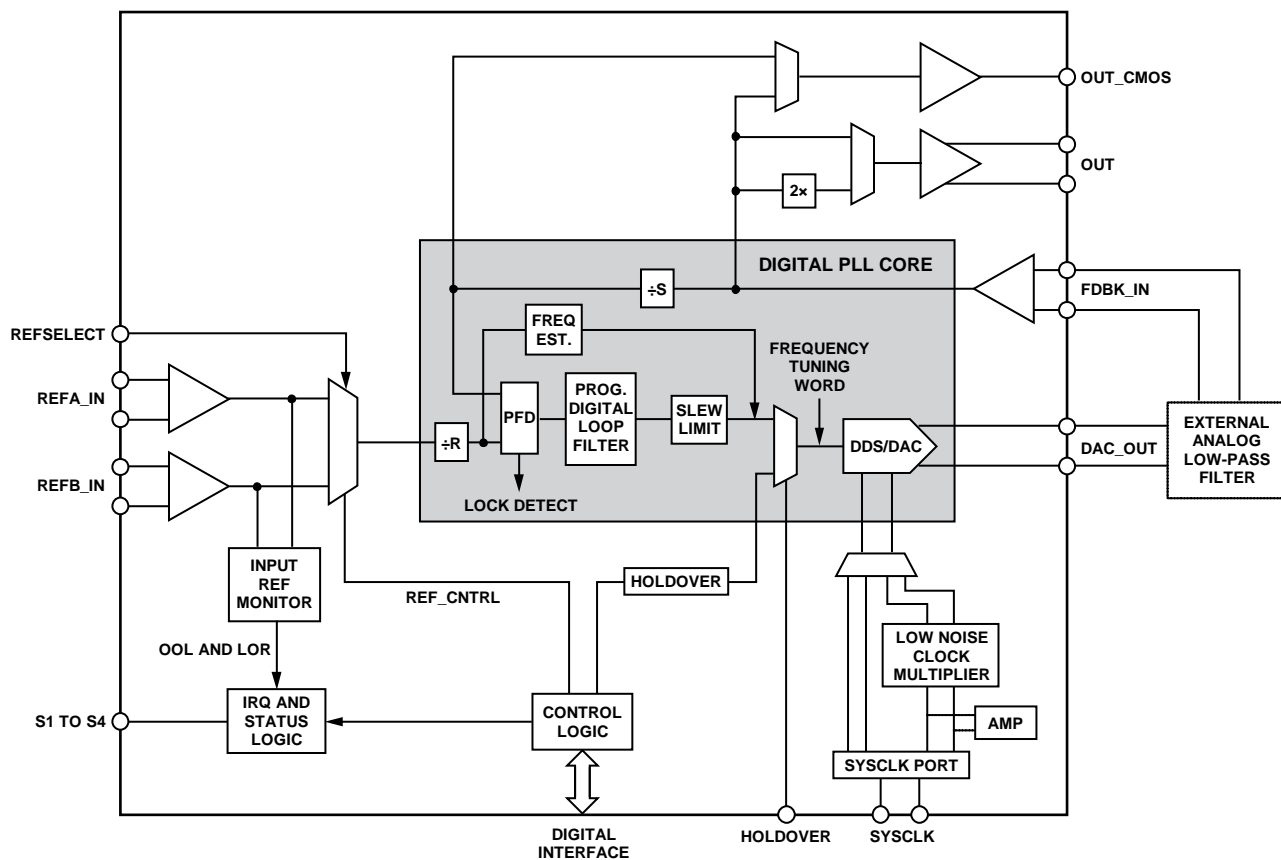 OUT_CMOS
OUT
2×
DIGITAL PLL CORE
÷S
FDBK_IN
REFSELECT
FREQ
EST.
FREQUENCY
TUNING
WORD
REFA_IN
PFD
PROG.
DIGITAL
LOOP
FILTER
SLEW
LIMIT
÷R
DDS/DAC
DAC_OUT
EXTERNAL
ANALOG
LOW-PASS
FILTER
REFB_IN
LOCK DETECT
INPUT
REF
MONITOR
REF_CNTRL
HOLDOVER
LOW NOISE
CLOCK
MULTIPLIER
OOL AND LOR
S1 TO S4
IRQ AND
STATUS
LOGIC
CONTROL
LOGIC
AMP
SYSCLK PORT
DIGITAL
INTERFACE
HOLDOVER
SYSCLK